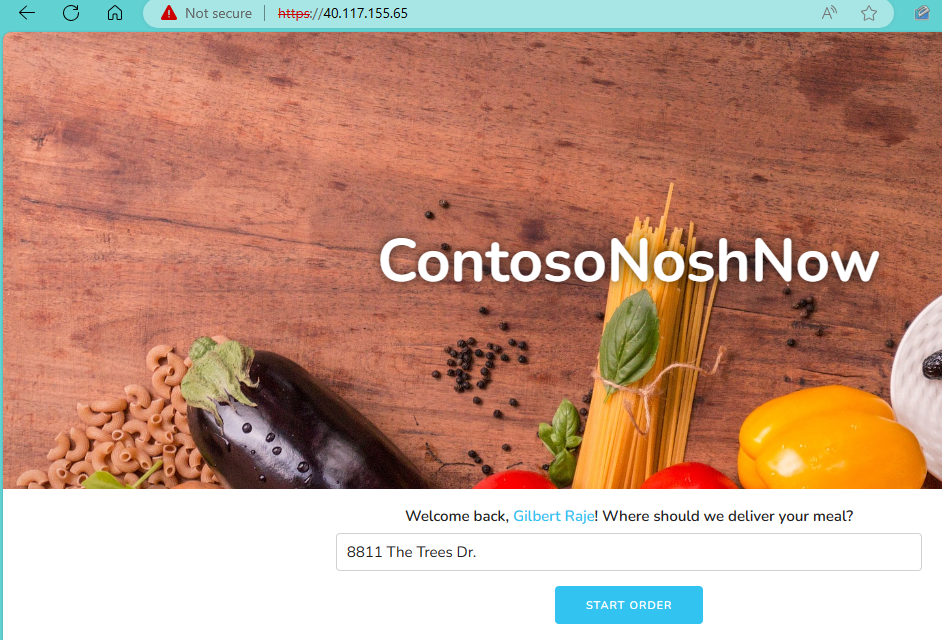 Not secure
https://40.117.155.65
ContosoNoshNow
Welcome back, Gilbert Raje! Where should we deliver your meal?
8811 The Trees Dr.
START ORDER